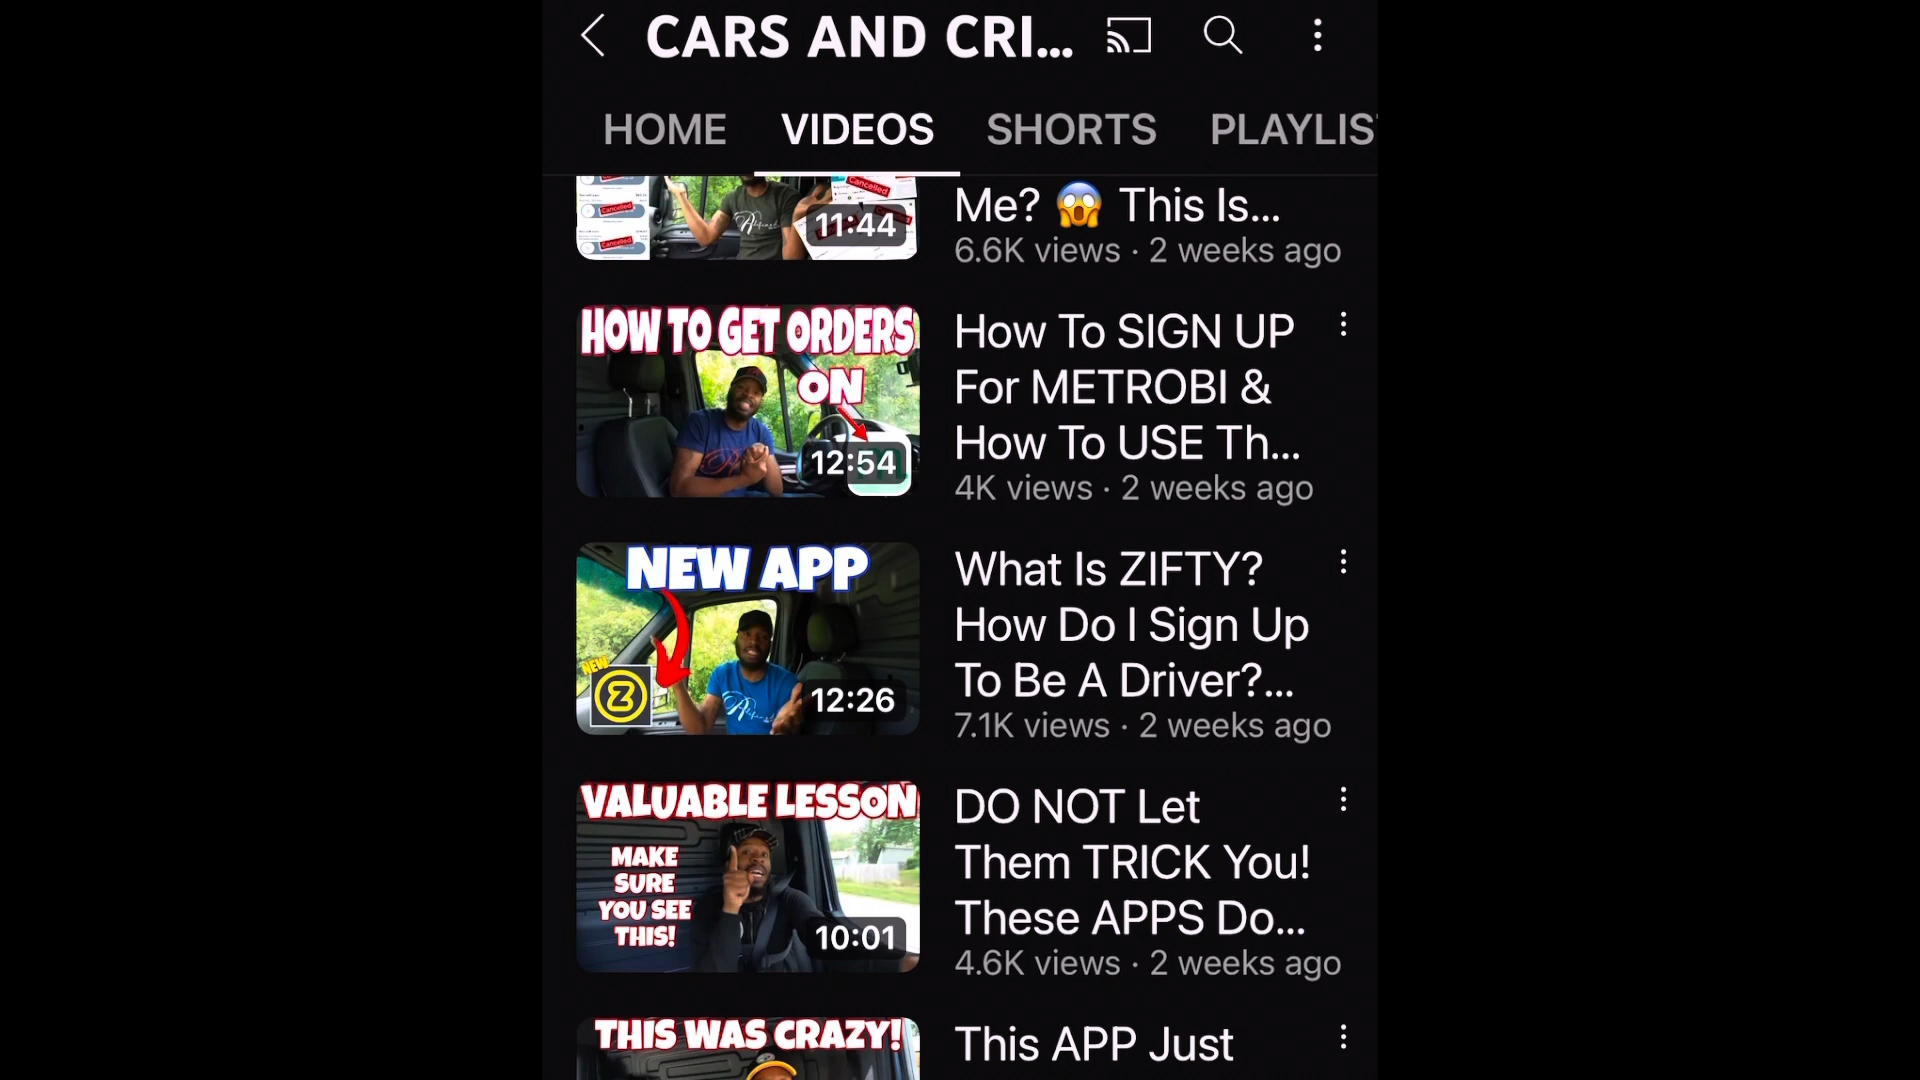 CARS AND CRI...
HOME VIDEOS SHORTS PLAYLIS
Cancelled
Cancelled
Cancelled
11:44
Me? 😱 This Is...
6.6K views · 2 weeks ago
HOW TO GET ORDERS
ON
12:54
How To SIGN UP
For METROBI &
How To USE Th...
4K views · 2 weeks ago
NEW APP
NEW
Z
12:26
What Is ZIFTY?
How Do I Sign Up
To Be A Driver?...
7.1K views · 2 weeks ago
VALUABLE LESSON
MAKE
SURE
YOU SEE
THIS!
10:01
DO NOT Let
Them TRICK You!
These APPS Do...
4.6K views · 2 weeks ago
THIS WAS CRAZY!
This APP Just